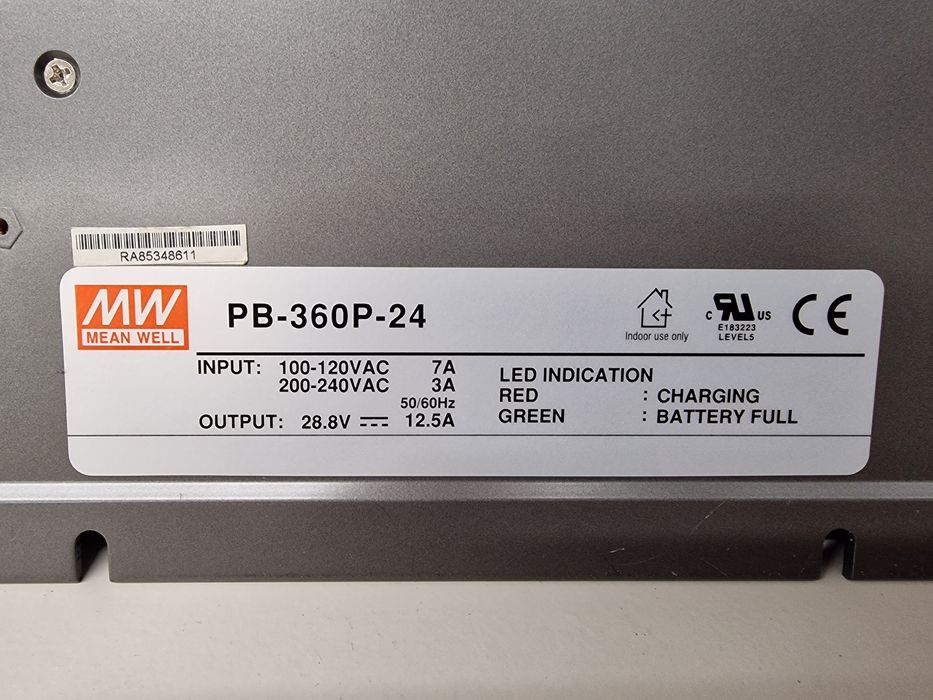 RA85348611
MW
MEAN WELL
PB-360P-24
Indoor use only
C RU US
E183223
LEVEL5
CE
INPUT: 100-120VAC 7A
200-240VAC 3A
50/60Hz
OUTPUT: 28.8V 12.5A
LED INDICATION
RED : CHARGING
GREEN : BATTERY FULL